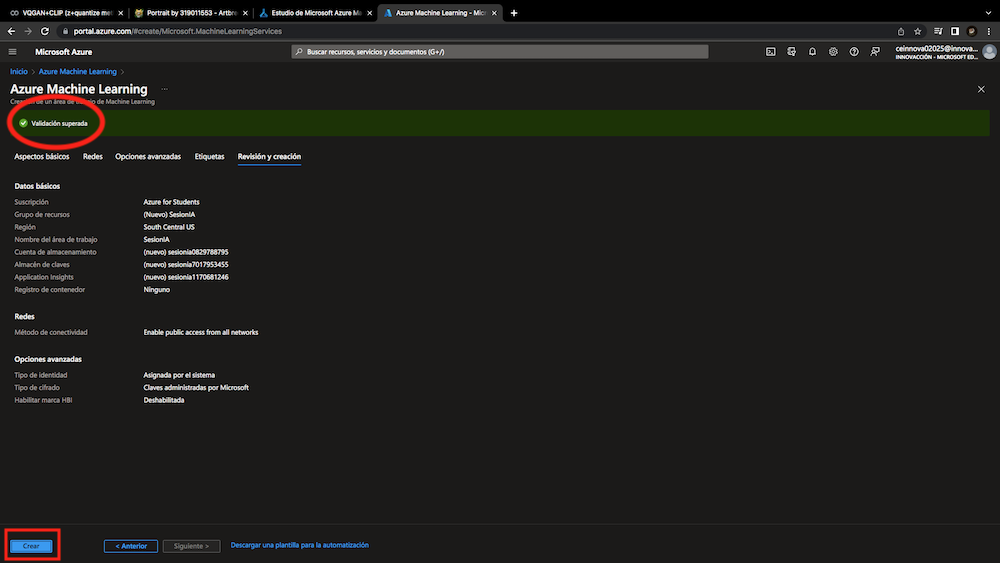 VQGAN+CLIP (z+quantize met
Portrait by 319011553 - Artbre
Estudio de Microsoft Azure Ma
Azure Machine Learning - Micr
portal.azure.com/#create/Microsoft.MachineLearningServices
Microsoft Azure
Buscar recursos, servicios y documentos (G+/)
ceinnova02025@innova...
INNOVACCIÓN - MICROSOFT ED...
Inicio > Azure Machine Learning >
Azure Machine Learning ...
Creación de un área de trabajo de Machine Learning
Validación superada
Aspectos básicos Redes Opciones avanzadas Etiquetas Revisión y creación
Datos básicos
Suscripción Azure for Students
Grupo de recursos (Nuevo) SesionIA
Región South Central US
Nombre del área de trabajo SesionIA
Cuenta de almacenamiento (nuevo) sesionia0829788795
Almacén de claves (nuevo) sesionia7017953455
Application Insights (nuevo) sesionia1170681246
Registro de contenedor Ninguno
Redes
Método de conectividad Enable public access from all networks
Opciones avanzadas
Tipo de identidad Asignada por el sistema
Tipo de cifrado Claves administradas por Microsoft
Habilitar marca HBI Deshabilitada
Crear < Anterior Siguiente > Descargar una plantilla para la automatización